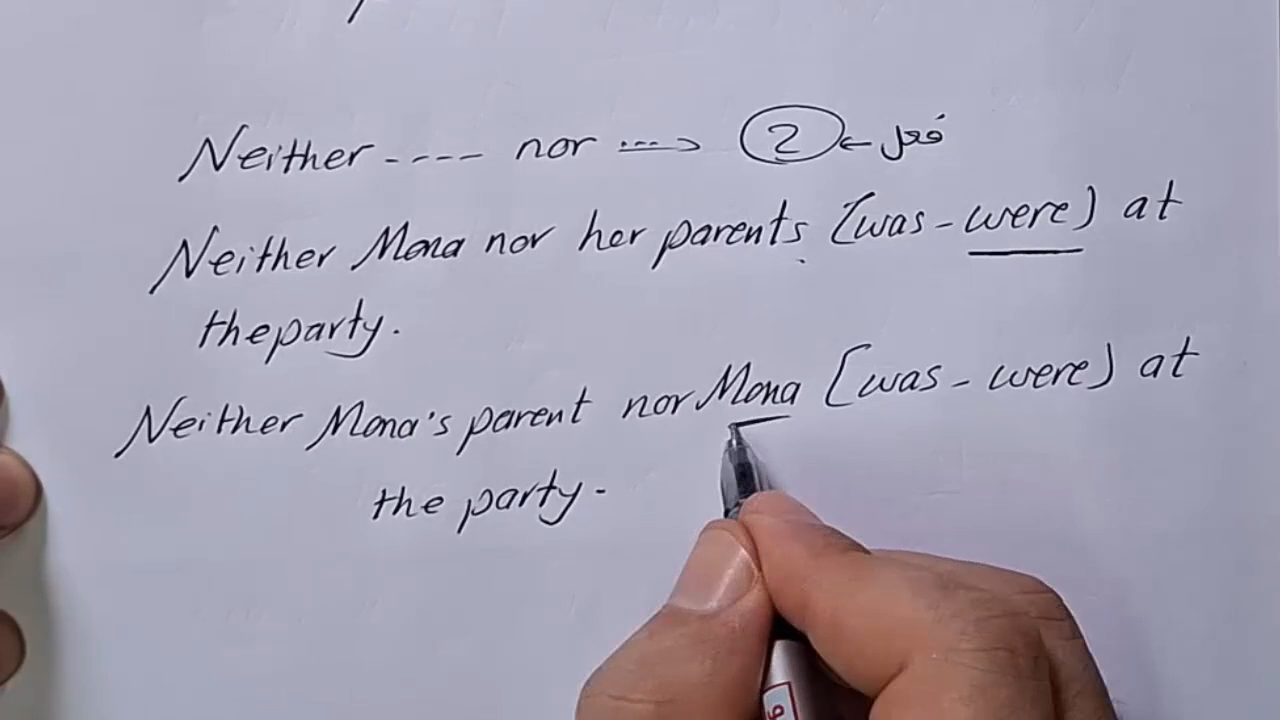 Neither ---- nor ...→ 2 ← فعل
Neither Mona nor her parents (was - were) at
the party.
Neither Mona's parent nor Mona (was - were) at
the party.